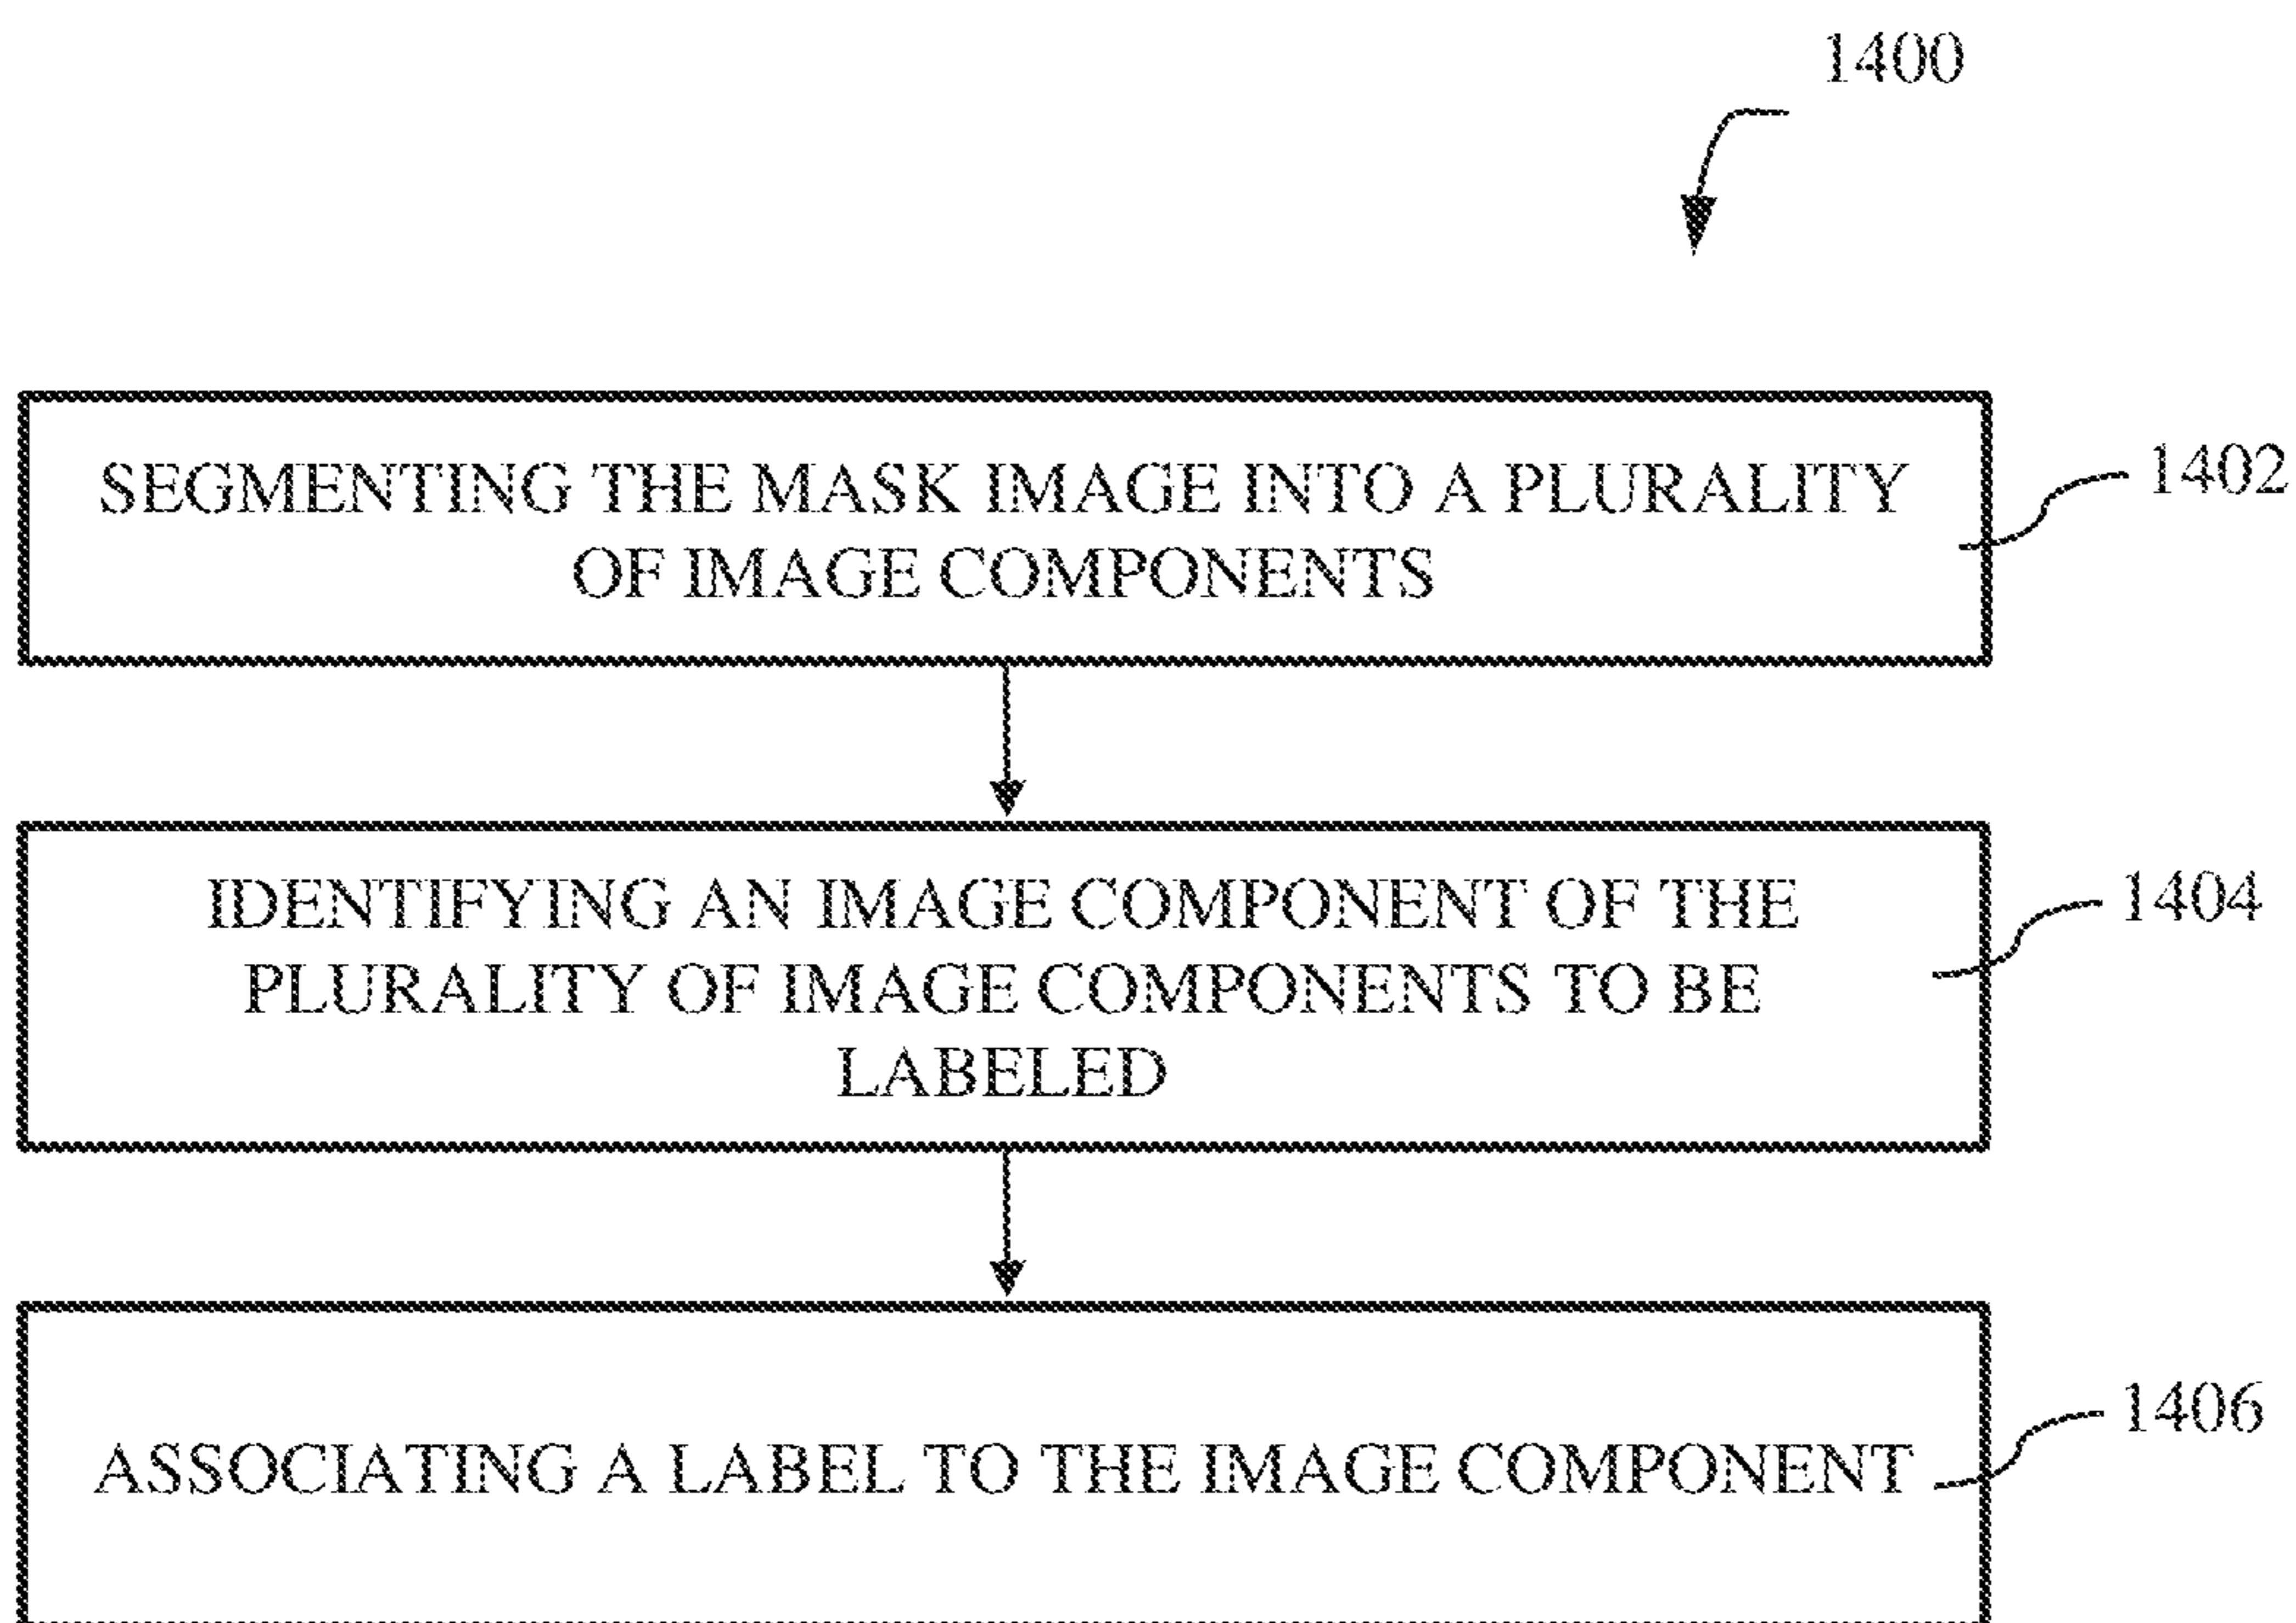 1400
SEGMENTING THE MASK IMAGE INTO A PLURALITY
OF IMAGE COMPONENTS
1402
IDENTIFYING AN IMAGE COMPONENT OF THE
PLURALITY OF IMAGE COMPONENTS TO BE
LABELED
1404
ASSOCIATING A LABEL TO THE IMAGE COMPONENT
1406